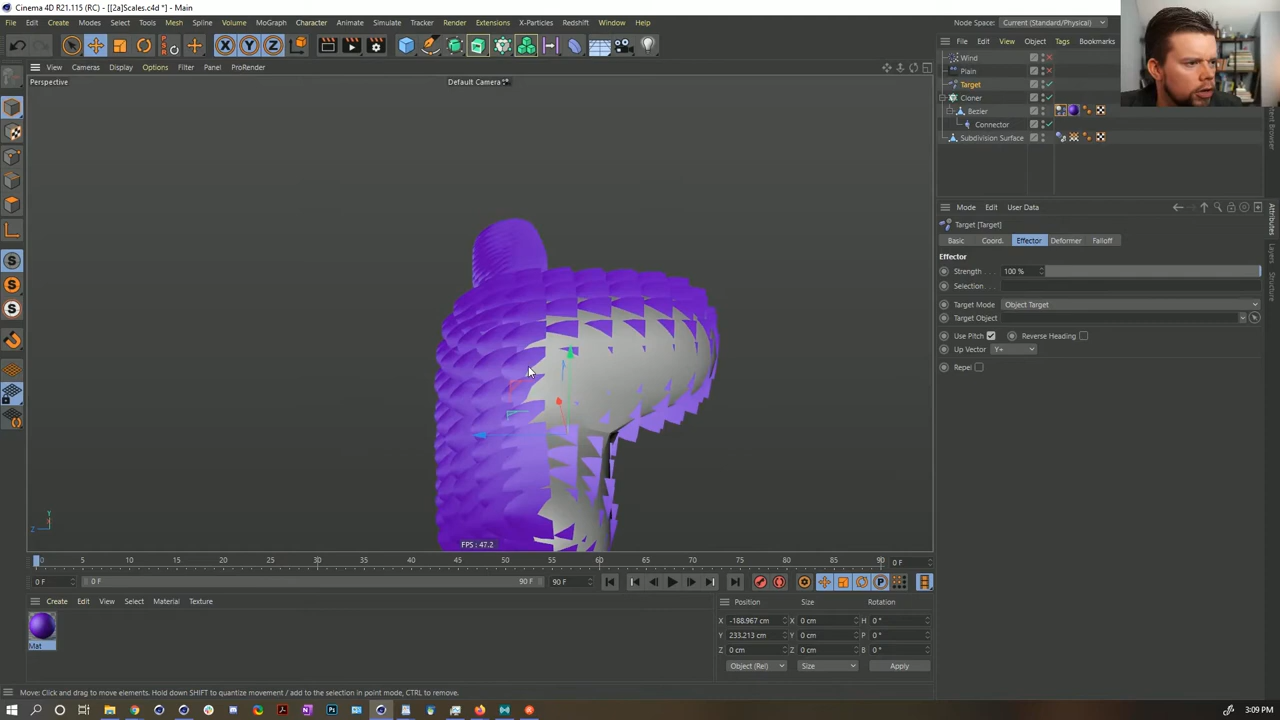 Cinema 4D R21.115 (RC) - [[2a]Scales.c4d *] - Main
Node Space: Current (Standard/Physical)
File Edit Create Modes Select Tools Mesh Spline Volume MoGraph Character Animate Simulate Tracker Render Extensions X-Particles Redshift Window Help
File Edit View Object Tags Bookmarks
X Y Z
View Cameras Display Options Filter Panel ProRender
Perspective
Default Camera
Wind
Plain
Target
Cloner
Bezier
Connector
Subdivision Surface
Content Browser
Mode Edit User Data
Target [Target]
Basic Coord. Effector Deformer Falloff
Effector
Strength 100 %
Selection
Target Mode Object Target
Target Object
Use Pitch Reverse Heading
Up Vector Y+
Repel
Attributes
Layers
Structure
FPS : 47.2
0 5 10 15 20 25 30 35 40 45 50 55 60 65 70 75 80 85 90 0 F
0 F 0 F 90 F 90 F
Create Edit View Select Material Texture
Mat
Position Size Rotation
X -188.967 cm X 0 cm H 0 °
Y 233.213 cm Y 0 cm P 0 °
Z 0 cm Z 0 cm B 0 °
Object (Rel) Size Apply
Move: Click and drag to move elements. Hold down SHIFT to quantize movement / add to the selection in point mode, CTRL to remove.
3:09 PM